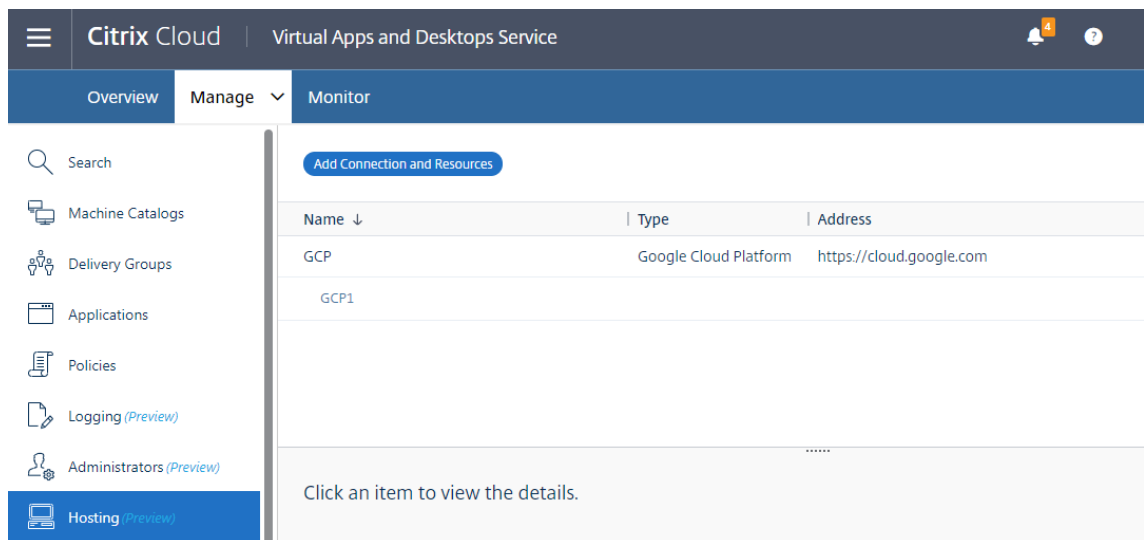 Citrix Cloud | Virtual Apps and Desktops Service 4 ?
Overview Manage Monitor
Search
Machine Catalogs
Delivery Groups
Applications
Policies
Logging (Preview)
Administrators (Preview)
Hosting (Preview)
Add Connection and Resources
Name ↓ Type Address
GCP Google Cloud Platform https://cloud.google.com
GCP1
Click an item to view the details.